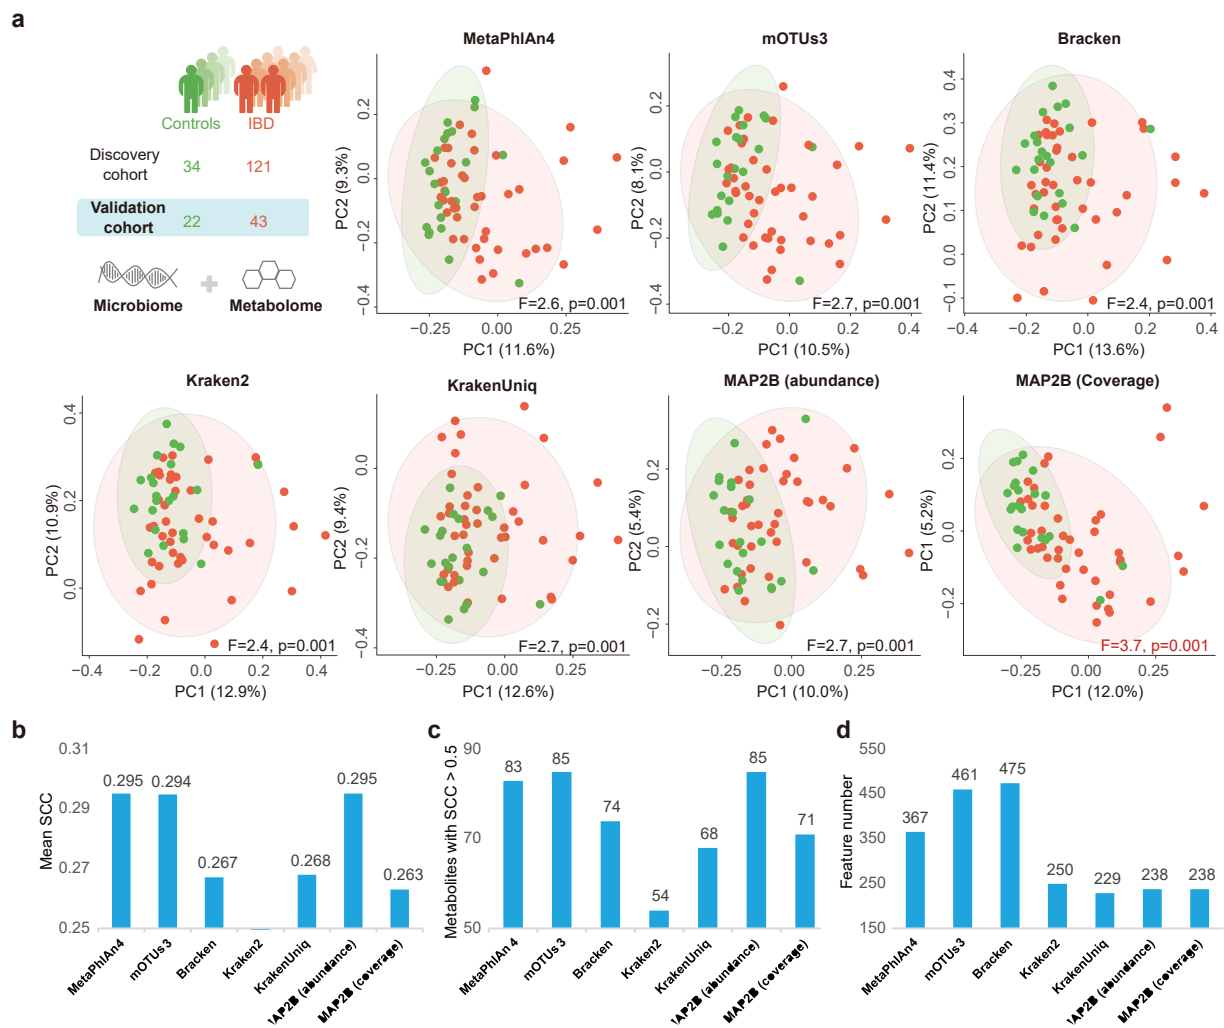 a
Controls
IBD
Discovery
cohort
34
121
Validation
cohort
22
43
Microbiome
Metabolome
MetaPhlAn4
PC2 (9.3%)
0.2
0.0
−0.2
−0.4
F=2.6, p=0.001
−0.25
0.00
0.25
PC1 (11.6%)
mOTUs3
PC2 (8.1%)
0.2
0.0
−0.2
−0.4
F=2.7, p=0.001
−0.2
0.0
0.2
0.4
PC1 (10.5%)
Bracken
PC2 (11.4%)
0.4
0.3
0.2
0.1
0.0
−0.1
F=2.4, p=0.001
−0.4
−0.2
0.0
0.2
0.4
PC1 (13.6%)
Kraken2
PC2 (10.9%)
0.4
0.2
0.0
F=2.4, p=0.001
−0.4
−0.2
0.0
0.2
0.4
PC1 (12.9%)
KrakenUniq
PC2 (9.4%)
0.0
−0.2
−0.4
F=2.7, p=0.001
−0.25
0.00
0.25
PC1 (12.6%)
MAP2B (abundance)
PC2 (5.4%)
0.2
0.0
−0.2
F=2.7, p=0.001
−0.25
0.00
0.25
PC1 (10.0%)
MAP2B (Coverage)
PC1 (5.2%)
0.2
0.0
−0.2
F=3.7, p=0.001
−0.25
0.00
0.25
PC1 (12.0%)
b
Mean SCC
0.31
0.29
0.27
0.25
0.295
0.294
0.267
0.268
0.295
0.263
MetaPhlAn4
mOTUs3
Bracken
Kraken2
KrakenUniq
IAP2B (abundance)
MAP2B (coverage)
c
Metabolites with SCC > 0.5
90
70
50
83
85
74
54
68
85
71
MetaPhlAn 4
mOTUs 3
Bracken
Kraken2
KrakenUniq
IAP2B (abundance)
MAP2B (coverage)
d
Feature number
550
450
350
250
150
367
461
475
250
229
238
238
MetaPhlAn4
mOTUs3
Bracken
Kraken2
KrakenUniq
IAP2B (abundance)
MAP2B (coverage)